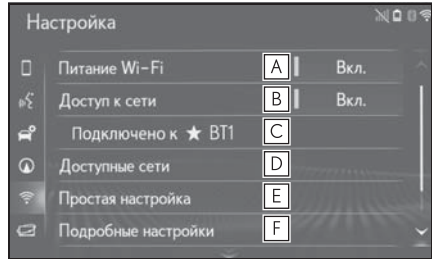 Настройка
Питание Wi-Fi A Вкл.
Доступ к сети B Вкл.
Подключено к ★ BT1 C
Доступные сети D
Простая настройка E
Подробные настройки F